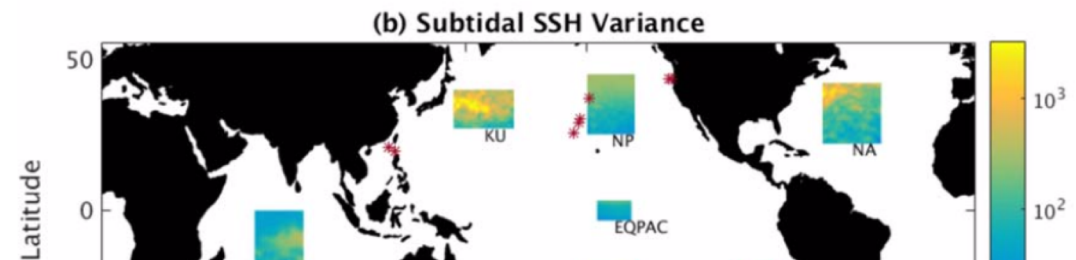 (b) Subtidal SSH Variance
50
10³
KU
NP
NA
Latitude
0
10²
EQPAC